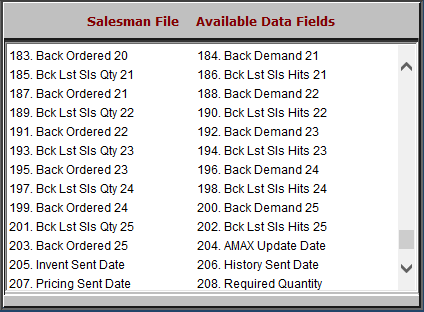 Salesman File Available Data Fields
183. Back Ordered 20 184. Back Demand 21
185. Bck Lst Sls Qty 21 186. Bck Lst Sls Hits 21
187. Back Ordered 21 188. Back Demand 22
189. Bck Lst Sls Qty 22 190. Bck Lst Sls Hits 22
191. Back Ordered 22 192. Back Demand 23
193. Bck Lst Sls Qty 23 194. Bck Lst Sls Hits 23
195. Back Ordered 23 196. Back Demand 24
197. Bck Lst Sls Qty 24 198. Bck Lst Sls Hits 24
199. Back Ordered 24 200. Back Demand 25
201. Bck Lst Sls Qty 25 202. Bck Lst Sls Hits 25
203. Back Ordered 25 204. AMAX Update Date
205. Invent Sent Date 206. History Sent Date
207. Pricing Sent Date 208. Required Quantity